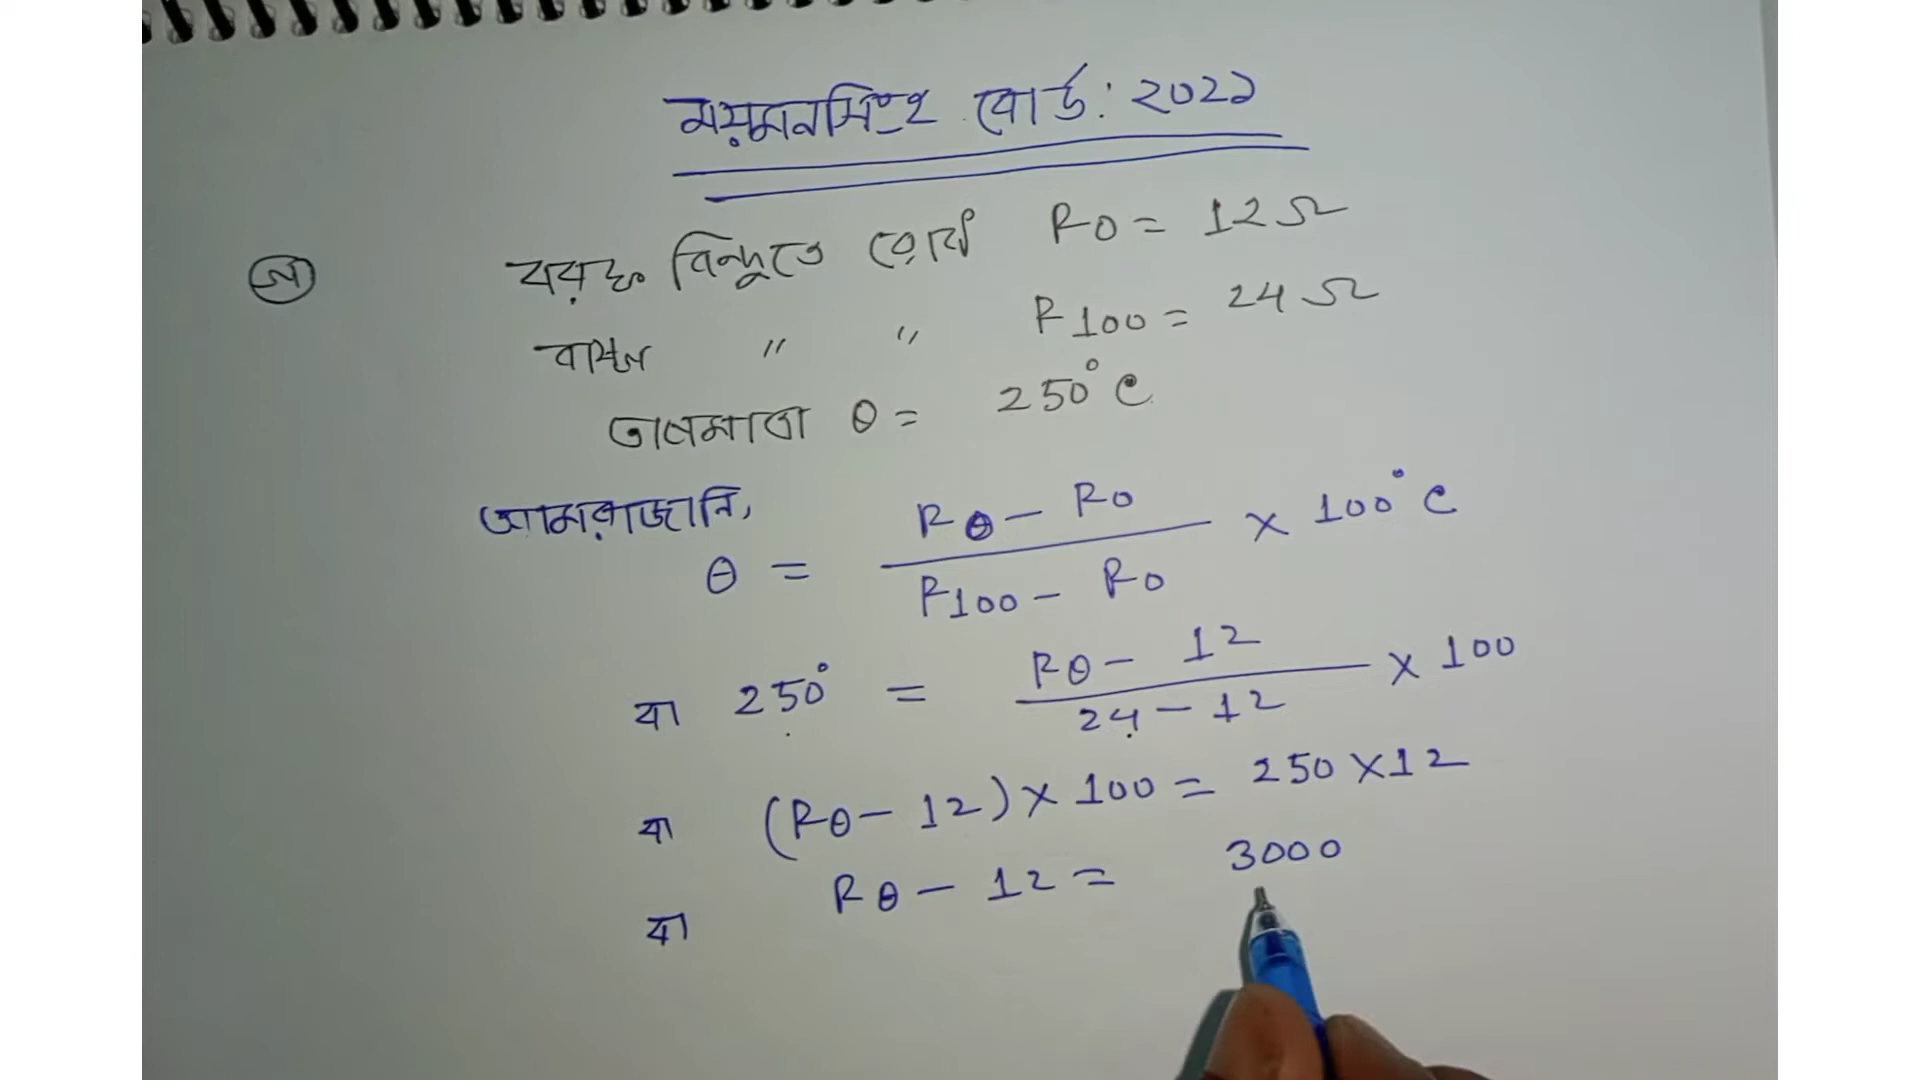 ময়মনসিংহ বোর্ড: ২০২১
বরফ বিন্দুতে রোধ R0 = 12Ω
বাষ্প " " R100 = 24Ω
তাপমাত্রা θ = 250°C
আমরা জানি,
θ = Rθ - R0 / R100 - R0 × 100°C
বা 250° = Rθ - 12 / 24 - 12 × 100
বা (Rθ - 12) × 100 = 250 × 12
বা Rθ - 12 = 3000